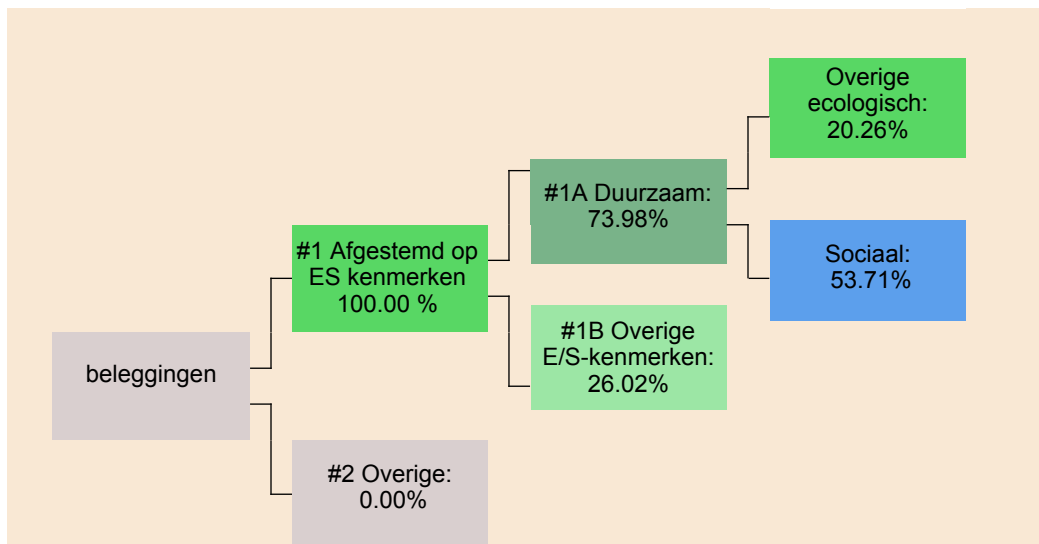 Overige
ecologisch:
20.26%
#1A Duurzaam:
73.98%
#1 Afgestemd op
ES kenmerken
100.00 %
Sociaal:
53.71%
#1B Overige
E/S-kenmerken:
26.02%
beleggingen
#2 Overige:
0.00%